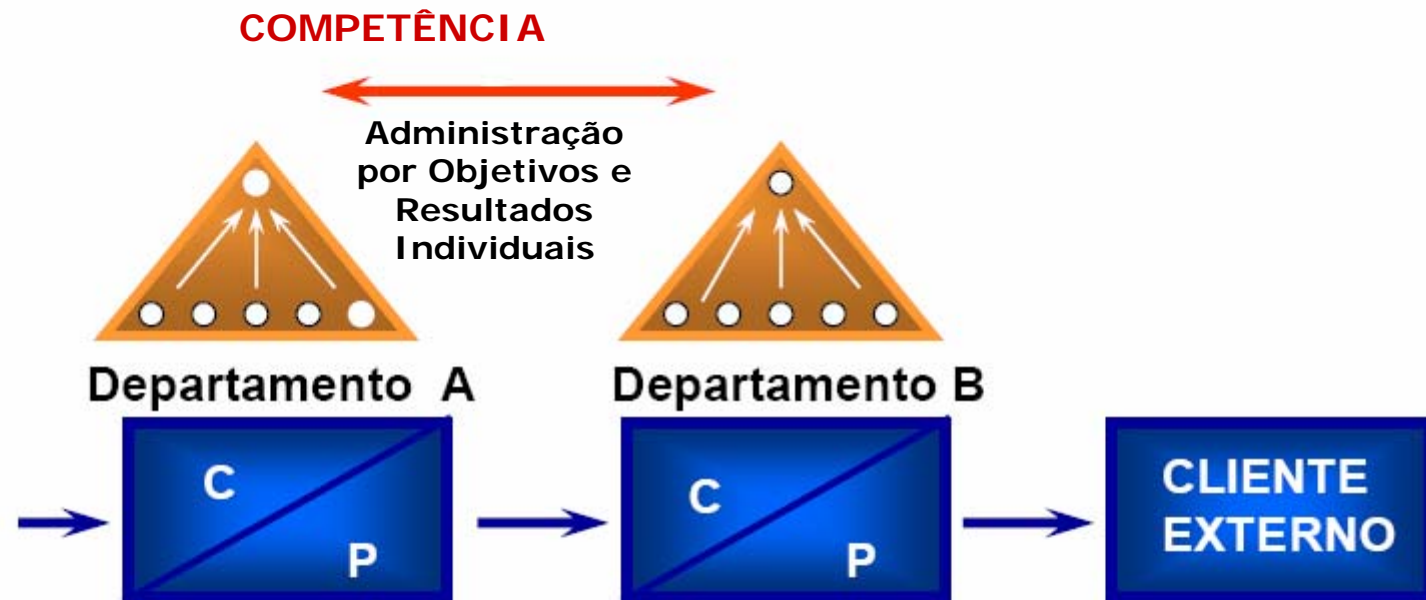 COMPETÊNCIA
Administração
por Objetivos e
Resultados
Individuais
Departamento A
Departamento B
C
P
C
P
CLIENTE
EXTERNO